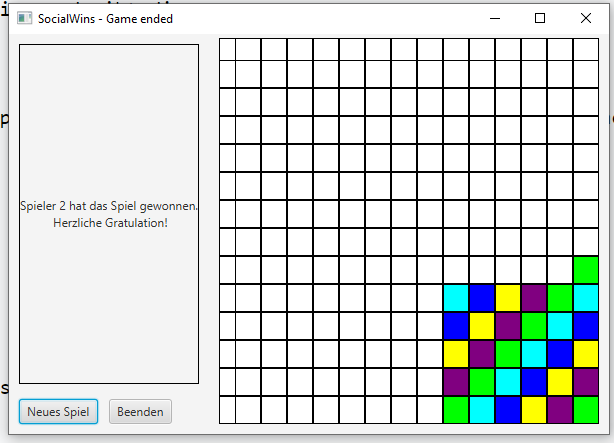 SocialWins - Game ended
Spieler 2 hat das Spiel gewonnen.
Herzliche Gratulation!
Neues Spiel
Beenden